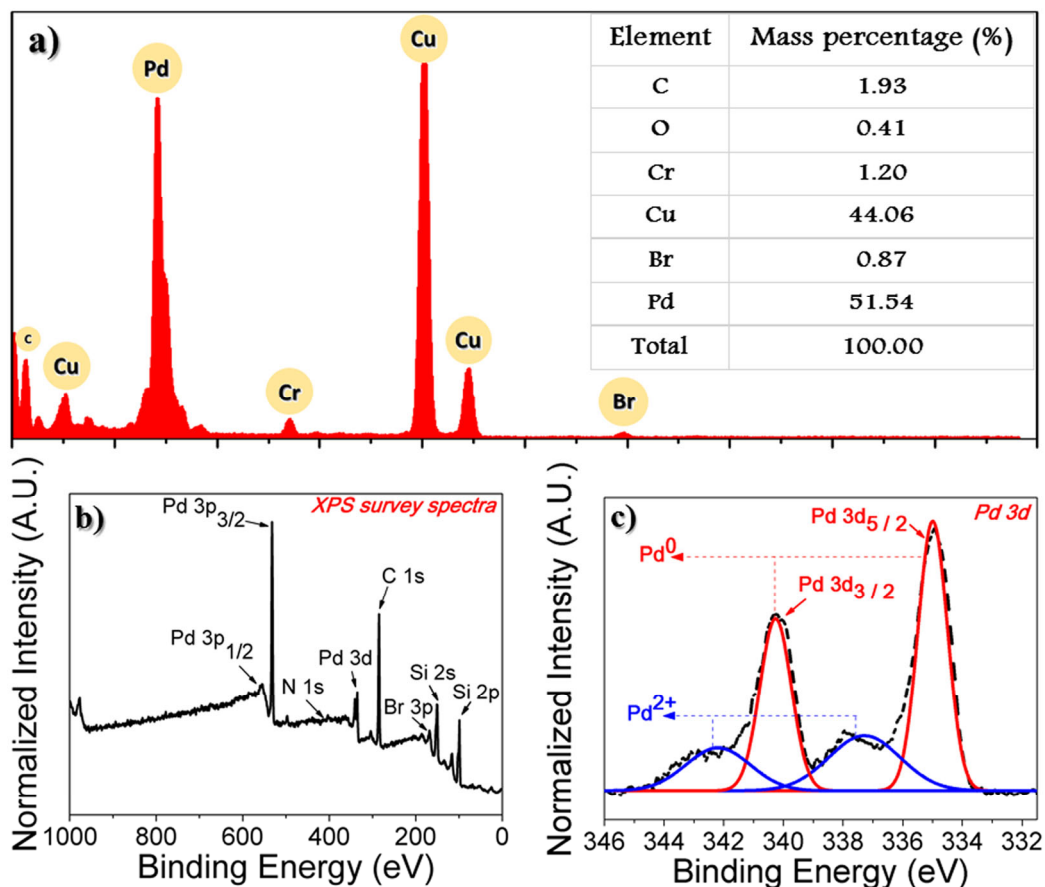 a)
Pd
Cu
C
Cu
Cr
Cu
Br
Element Mass percentage (%)
C 1.93
O 0.41
Cr 1.20
Cu 44.06
Br 0.87
Pd 51.54
Total 100.00
b)
XPS survey spectra
Pd 3p3/2
C 1s
Pd 3p1/2
N 1s
Pd 3d
Br 3p
Si 2s
Si 2p
Normalized Intensity (A.U.)
1000 800 600 400 200 0
Binding Energy (eV)
c)
Pd 3d
Pd 3d5/2
Pd0
Pd 3d3/2
Pd2+
Normalized Intensity (A.U.)
346 344 342 340 338 336 334 332
Binding Energy (eV)